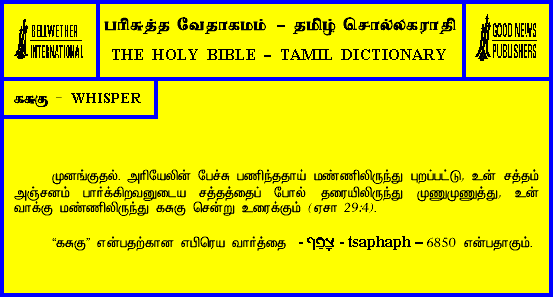 BELLWETHER
INTERNATIONAL
பரிசுத்த வேதாகமம் – தமிழ் சொல்லகராதி
THE HOLY BIBLE – TAMIL DICTIONARY
GOOD NEWS
PUBLISHERS
கசுகு – WHISPER
முனங்குதல். அரியேலின் பேச்சு பணிந்ததாய் மண்ணிலிருந்து புறப்பட்டு, உன் சத்தம்
அஞ்சனம் பார்க்கிறவனுடைய சத்தத்தைப் போல் தரையிலிருந்து முணுமுணுத்து, உன்
வாக்கு மண்ணிலிருந்து கசுகு சென்று உரைக்கும் (ஏசா 29:4).
“கசுகு” என்பதற்கான எபிரெய வார்த்தை - צפף - tsaphaph – 6850 என்பதாகும்.